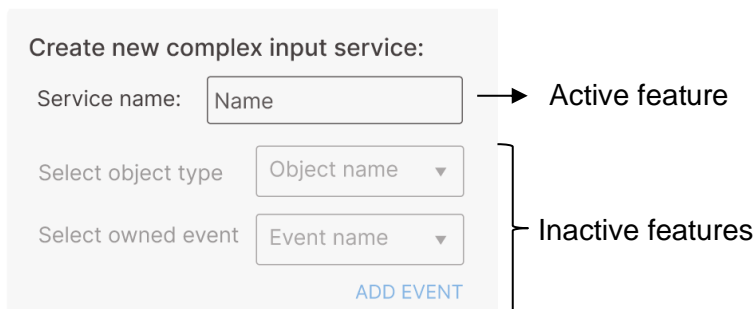 Create new complex input service:
Service name: Name
Active feature
Select object type Object name
Select owned event Event name
Inactive features
ADD EVENT